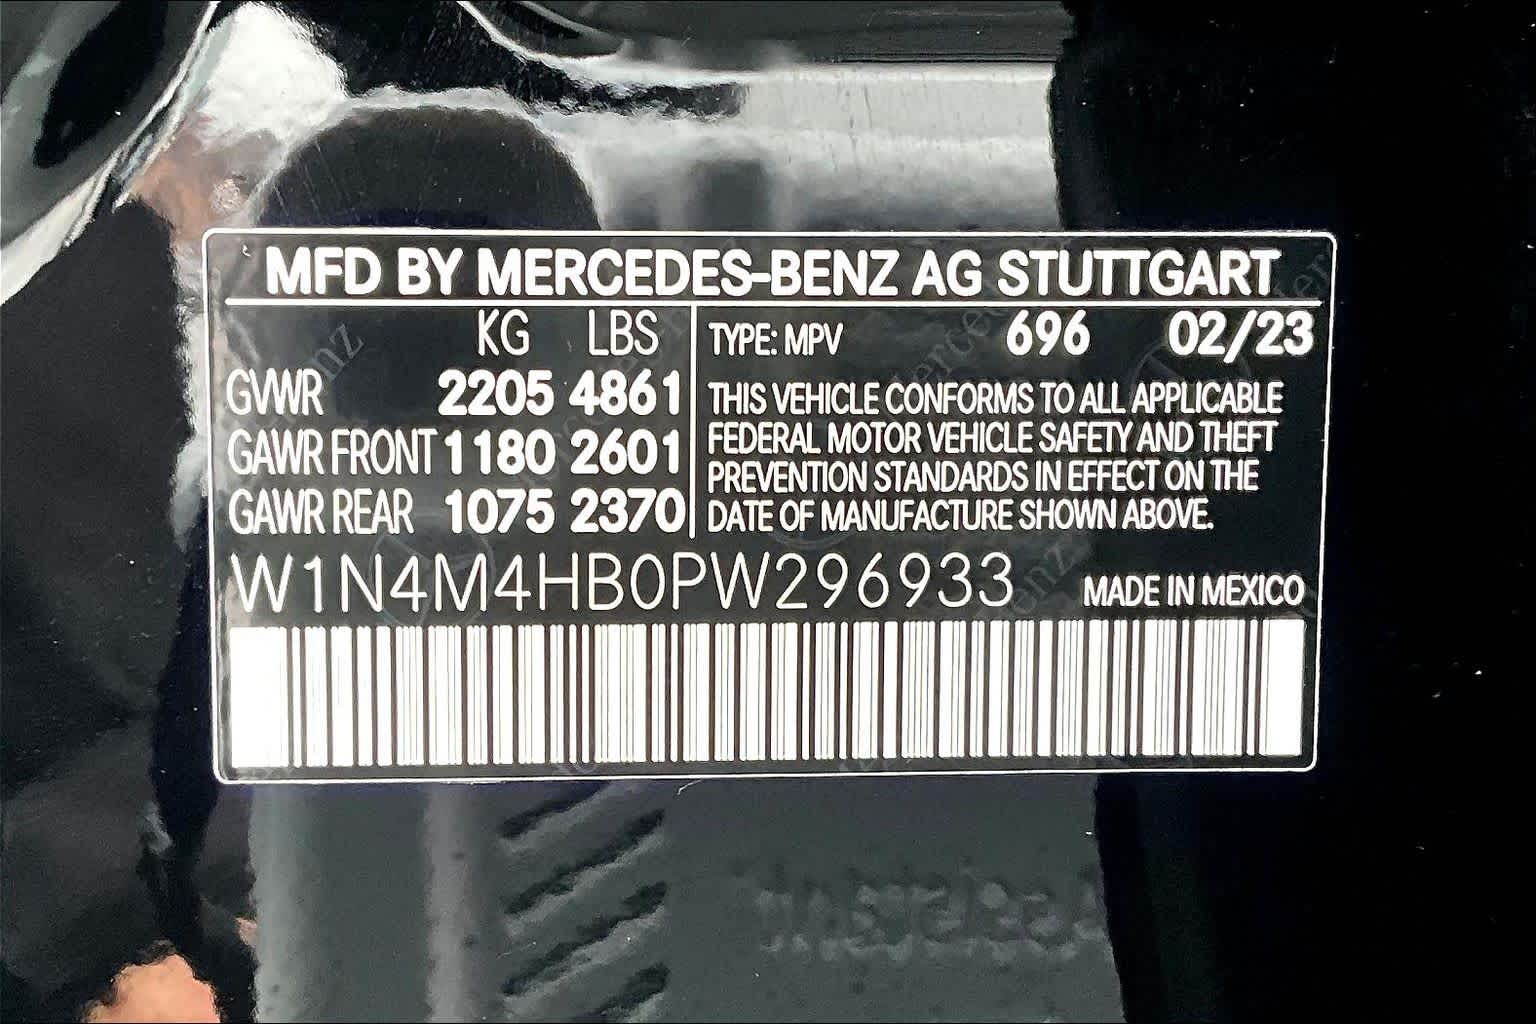 MFD BY MERCEDES-BENZ AG STUTTGART
KG LBS
GVWR 2205 4861
GAWR FRONT 1180 2601
GAWR REAR 1075 2370
TYPE: MPV 696 02/23
THIS VEHICLE CONFORMS TO ALL APPLICABLE
FEDERAL MOTOR VEHICLE SAFETY AND THEFT
PREVENTION STANDARDS IN EFFECT ON THE
DATE OF MANUFACTURE SHOWN ABOVE.
W1N4M4HB0PW296933 MADE IN MEXICO